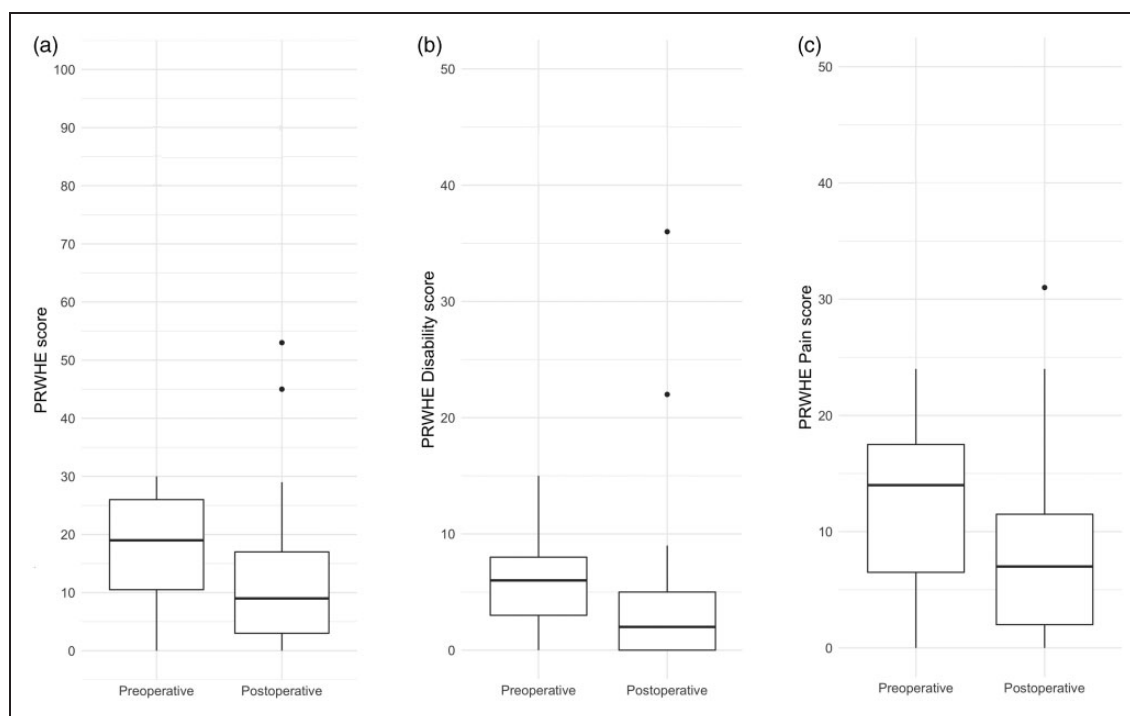 (a)
100
90
80
70
60
50
40
30
20
10
0
PRWHE score
Preoperative Postoperative
(b)
50
40
30
20
10
0
PRWHE Disability score
Preoperative Postoperative
(c)
50
40
30
20
10
0
PRWHE Pain score
Preoperative Postoperative